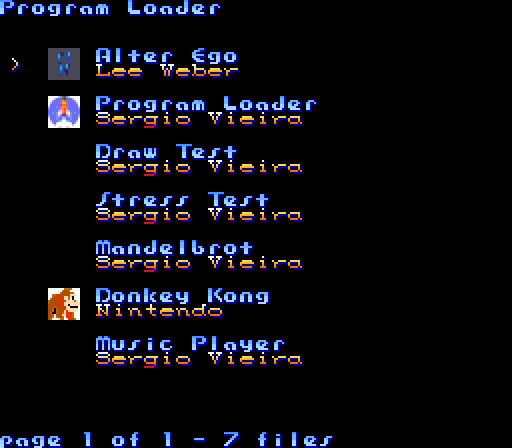 Program Loader
Alter Ego
Lee Weber
Program Loader
Sergio Vieira
Draw Test
Sergio Vieira
Stress Test
Sergio Vieira
Mandelbrot
Sergio Vieira
Donkey Kong
Nintendo
Music Player
Sergio Vieira
page 1 of 1 - 7 files